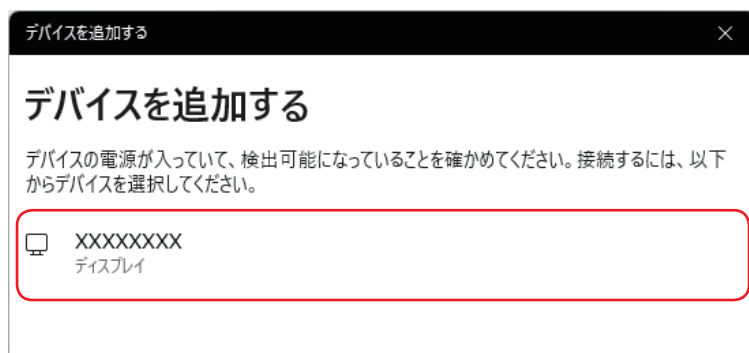 デバイスを追加する
デバイスを追加する
デバイスの電源が入っていて、検出可能になっていることを確かめてください。接続するには、以下
からデバイスを選択してください。
XXXXXXXX
ディスプレイ